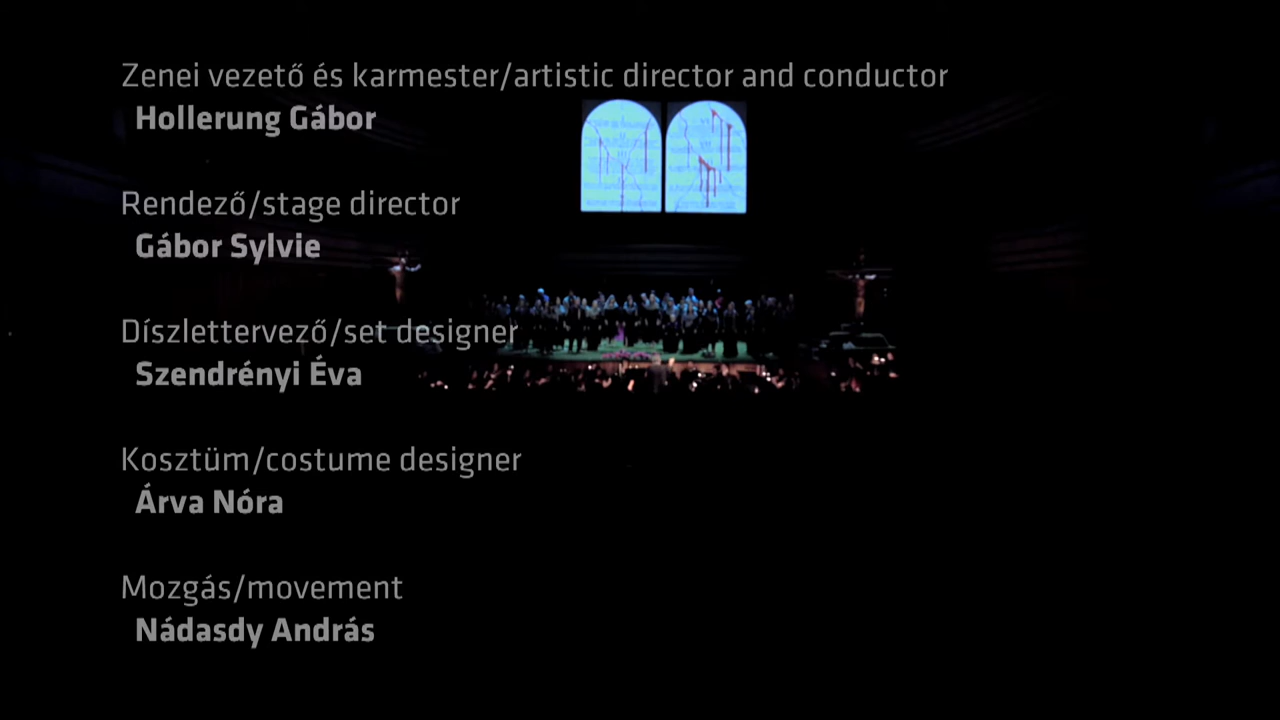 Zenei vezető és karmester/artistic director and conductor
Hollerung Gábor
Rendező/stage director
Gábor Sylvie
Díszlettervező/set designer
Szendrényi Éva
Kosztüm/costume designer
Árva Nóra
Mozgás/movement
Nádasdy András